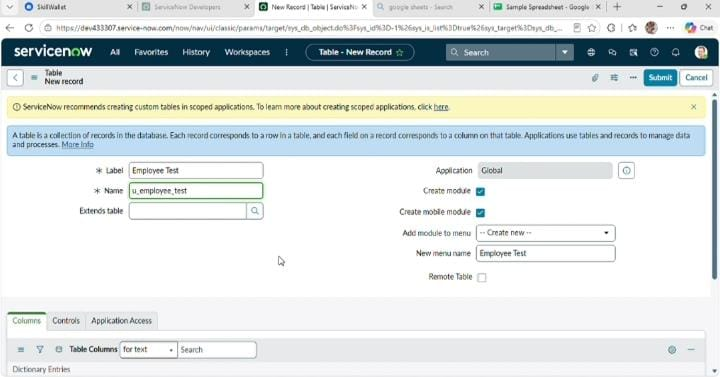 SkillWallet
ServiceNow Developers
New Record | Table | ServiceNo
google sheets - Search
Sample Spreadsheet - Google
https://dev433307.service-now.com/now/nav/ui/classic/params/target/sys_db_object.do%3Fsys_id%3D-1%26sys_is_list%3Dtrue%26sys_target%3Dsys_db_...
Chat
servicenow
All
Favorites
History
Workspaces
Table - New Record
Search
Table
New record
Submit
Cancel
ServiceNow recommends creating custom tables in scoped applications. To learn more about creating scoped applications, click here.
A table is a collection of records in the database. Each record corresponds to a row in a table, and each field on a record corresponds to a column on that table. Applications use tables and records to manage data
and processes. More Info
Label
Employee Test
Application
Global
Name
u_employee_test
Create module
Extends table
Create mobile module
Add module to menu
-- Create new --
New menu name
Employee Test
Remote Table
Columns
Controls
Application Access
Table Columns
for text
Search
Dictionary Entries